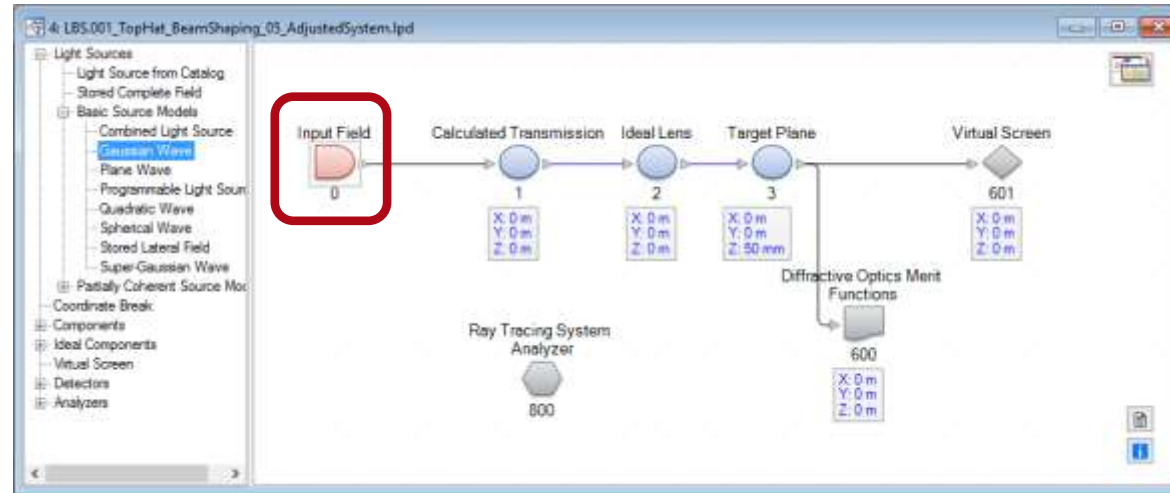 4: LBS.001_TopHat_BeamShaping_05_AdjustedSystem.lpd
Light Sources
Light Source from Catalog
Stored Complete Field
Basic Source Models
Combined Light Source
Gaussian Wave
Plane Wave
Programmable Light Sour
Quadratic Wave
Spherical Wave
Stored Lateral Field
Super-Gaussian Wave
Partially Coherent Source Moc
Coordinate Break
Components
Ideal Components
Virtual Screen
Detectors
Analyzers
Input Field
0
Calculated Transmission
1
X: 0 m
Y: 0 m
Z: 0 m
Ideal Lens
2
X: 0 m
Y: 0 m
Z: 0 m
Target Plane
3
X: 0 m
Y: 0 m
Z: 50 mm
Virtual Screen
601
X: 0 m
Y: 0 m
Z: 0 m
Diffractive Optics Merit
Functions
600
X: 0 m
Y: 0 m
Z: 0 m
Ray Tracing System
Analyzer
800